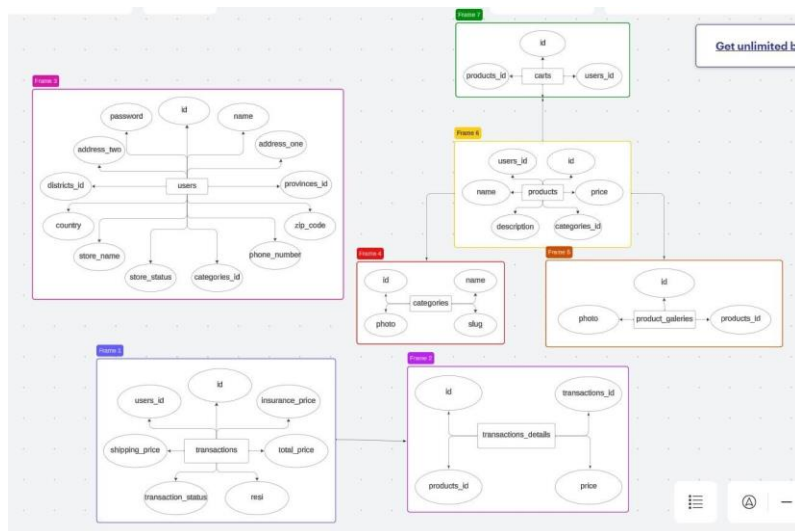 Frame 7
id
products_id
carts
users_id
Get unlimited b
Frame 3
password
id
name
address_two
address_one
districts_id
users
provinces_id
country
zip_code
store_name
phone_number
store_status
categories_id
Frame 6
users_id
id
name
products
price
description
categories_id
Frame 4
id
name
categories
photo
slug
Frame 5
id
photo
product_galeries
products_id
Frame 1
id
users_id
insurance_price
shipping_price
transactions
total_price
transaction_status
resi
Frame 2
id
transactions_id
transactions_details
products_id
price